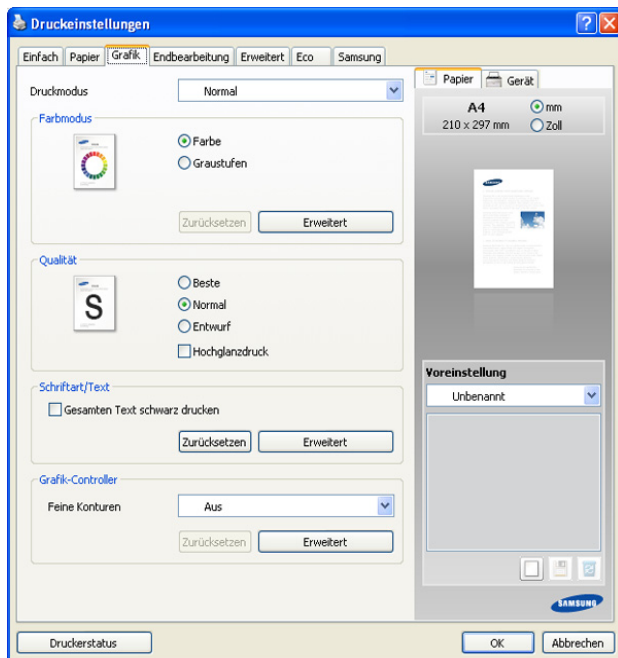 Druckeinstellungen
Einfach Papier Grafik Endbearbeitung Erweitert Eco Samsung
Druckmodus Normal
Farbmodus
Farbe
Graustufen
Zurücksetzen Erweitert
Qualität
S
Beste
Normal
Entwurf
Hochglanzdruck
Schriftart/Text
Gesamten Text schwarz drucken
Zurücksetzen Erweitert
Grafik-Controller
Feine Konturen Aus
Zurücksetzen Erweitert
Papier Gerät
A4
210 x 297 mm
mm
Zoll
Voreinstellung
Unbenannt
SAMSUNG
Druckerstatus OK Abbrechen